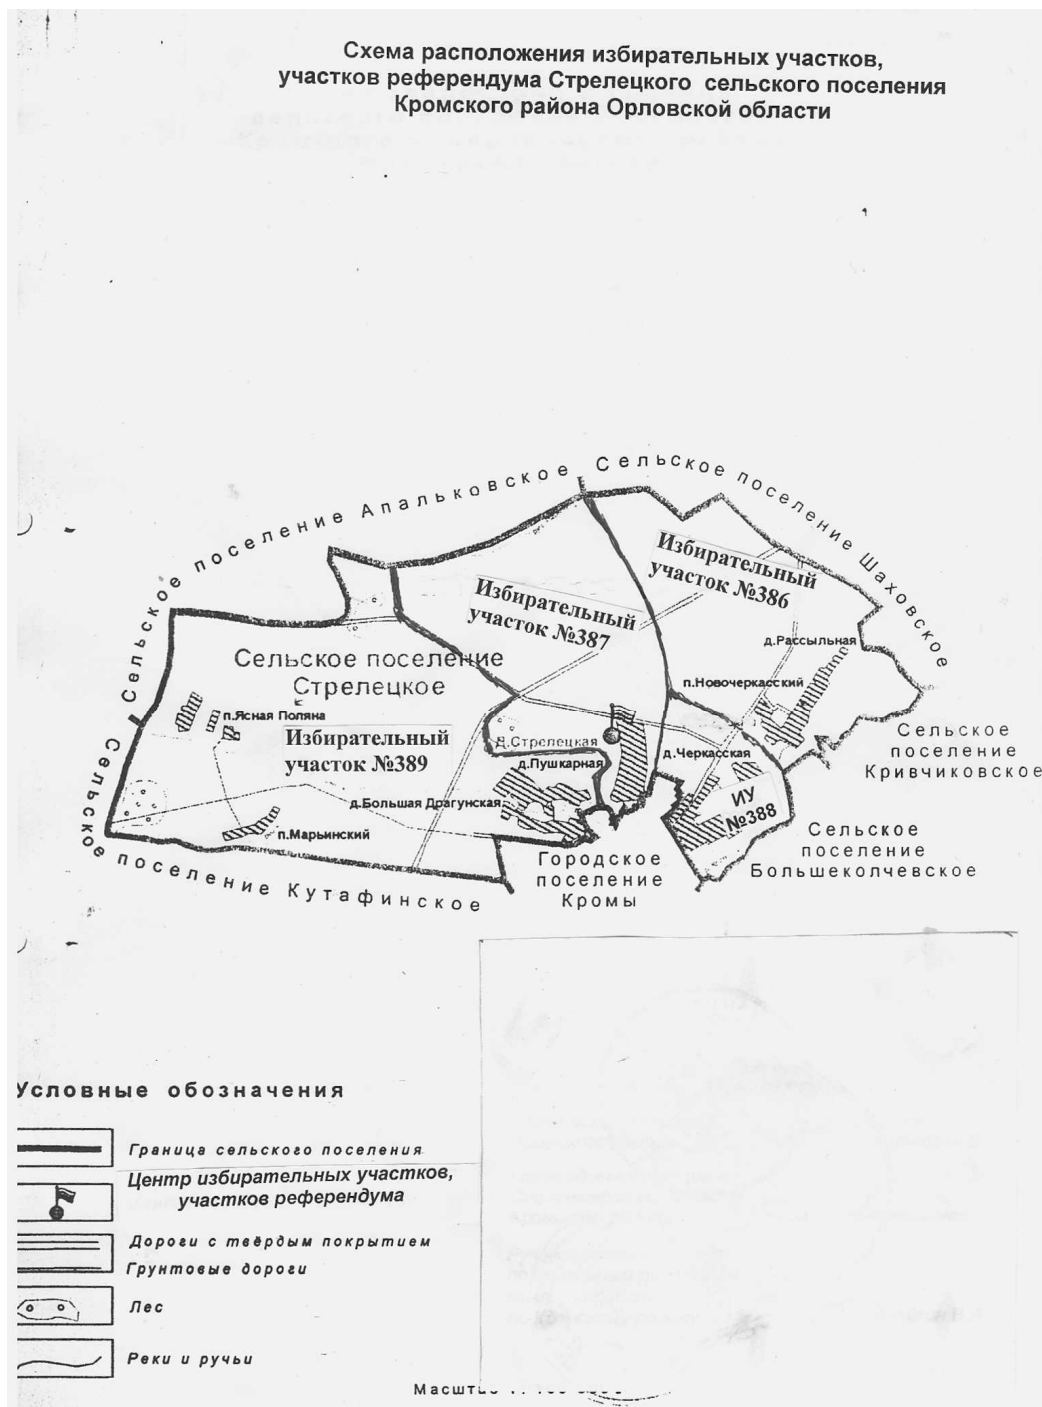 Схема расположения избирательных участков,
участков референдума Стрелецкого сельского поселения
Кромского района Орловской области
Сельское поселение Апальковское
Сельское поселение Шаховское
Избирательный
участок №386
Избирательный
участок №387
д.Рассыльная
Сельское поселение
Стрелецкое
п.Новочеркасский
п.Ясная Поляна
Избирательный
участок №389
Д.Стрелецкая
д.Черкасская
д.Пушкарная
Сельское
поселение
Кривчиковское
д.Большая Драгунская
ИУ
№388
п.Марьинский
Сельское
поселение
Большеколчевское
Городское
поселение
Кромы
Сельское поселение Кутафинское
Условные обозначения
Граница сельского поселения
Центр избирательных участков,
участков референдума
Дороги с твёрдым покрытием
Грунтовые дороги
Лес
Реки и ручьи